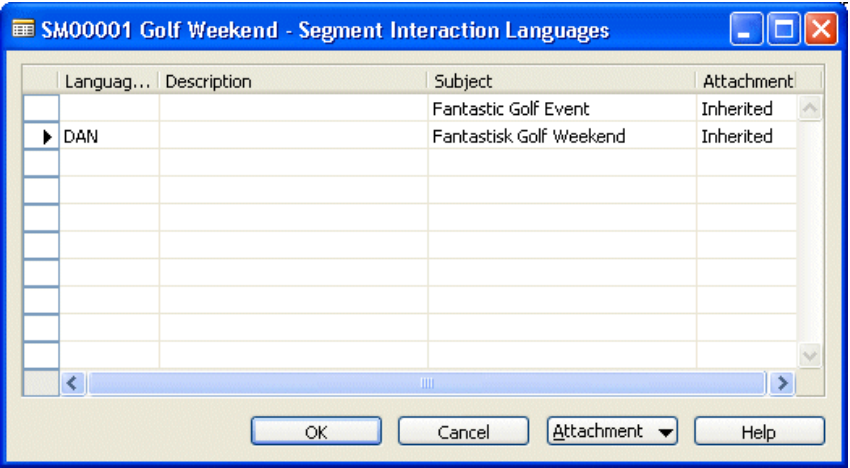 SM00001 Golf Weekend - Segment Interaction Languages
Languag... Description Subject Attachment
Fantastic Golf Event Inherited
DAN Fantastisk Golf Weekend Inherited
OK Cancel Attachment Help